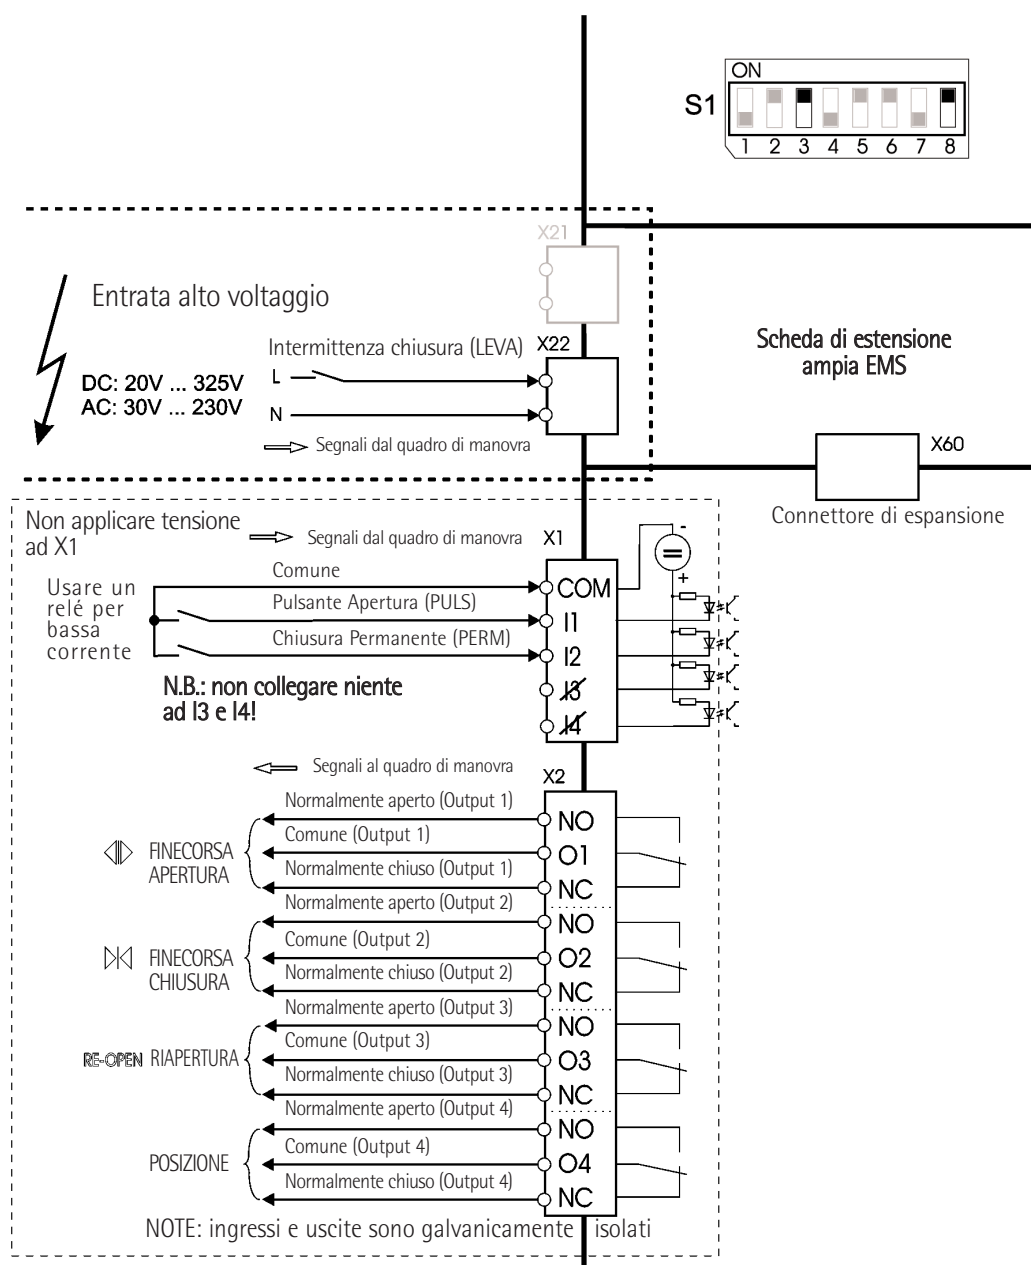 ON
S1
1 2 3 4 5 6 7 8
X21
Entrata alto voltaggio
Intermittenza chiusura (LEVA)
X22
L
DC: 20V ... 325V
AC: 30V ... 230V
N
Segnali dal quadro di manovra
Scheda di estensione
ampia EMS
X60
Connettore di espansione
Non applicare tensione
ad X1
Segnali dal quadro di manovra
X1
-
+
Usare un
relé per
bassa
corrente
Comune
COM
Pulsante Apertura (PULS)
I1
Chiusura Permanente (PERM)
I2
N.B.: non collegare niente
ad I3 e I4!
I3
I4
Segnali al quadro di manovra
X2
Normalmente aperto (Output 1)
NO
Comune (Output 1)
O1
FINECORSA
APERTURA
Normalmente chiuso (Output 1)
NC
Normalmente aperto (Output 2)
NO
Comune (Output 2)
O2
FINECORSA
CHIUSURA
Normalmente chiuso (Output 2)
NC
Normalmente aperto (Output 3)
NO
Comune (Output 3)
O3
RE-OPEN RIAPERTURA
Normalmente chiuso (Output 3)
NC
Normalmente aperto (Output 4)
NO
Comune (Output 4)
O4
POSIZIONE
Normalmente chiuso (Output 4)
NC
NOTE: ingressi e uscite sono galvanicamente isolati